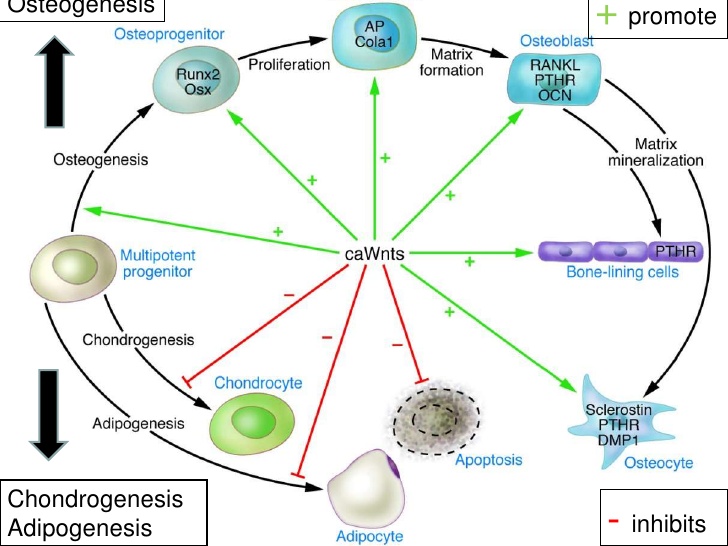 Osteogenesis
+ promote
Osteoprogenitor
Runx2
Osx
Proliferation
AP
Cola1
Matrix
formation
Osteoblast
RANKL
PTHR
OCN
Osteogenesis
Matrix
mineralization
+
+
+
+
Multipotent
progenitor
caWnts
+
PTHR
Bone-lining cells
+
Chondrogenesis
−
−
−
Chondrocyte
Adipogenesis
Sclerostin
PTHR
DMP1
Osteocyte
Apoptosis
Adipocyte
Chondrogenesis
Adipogenesis
- inhibits